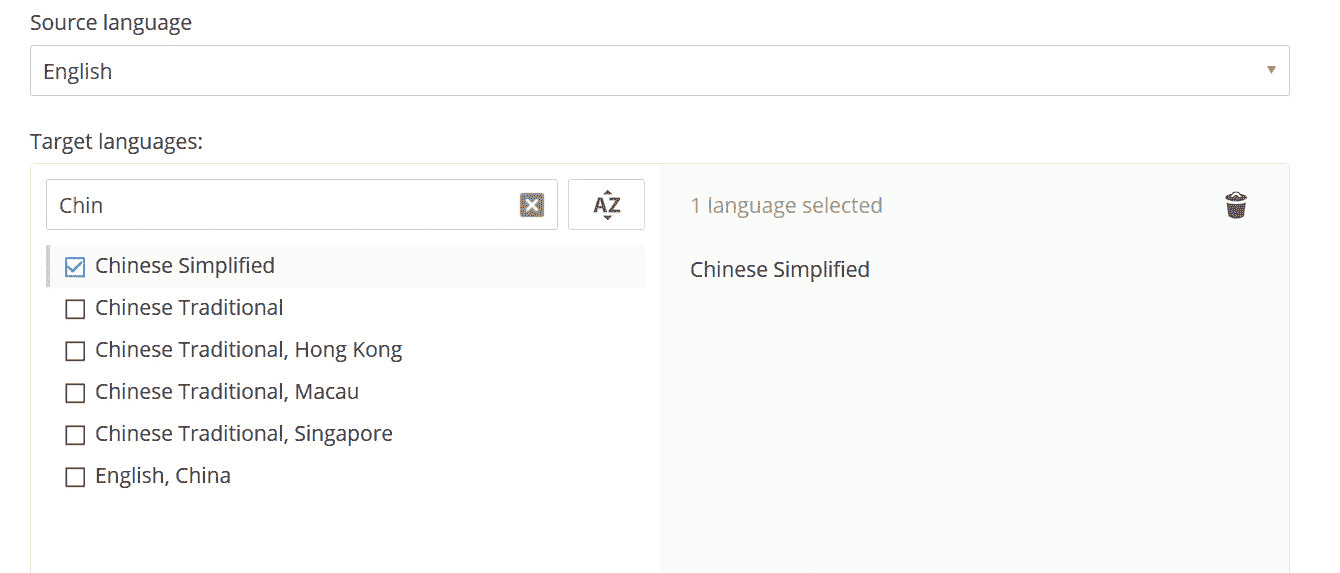 Source language
English
Target languages:
Chin
AZ
1 language selected
Chinese Simplified
Chinese Traditional
Chinese Traditional, Hong Kong
Chinese Traditional, Macau
Chinese Traditional, Singapore
English, China
Chinese Simplified